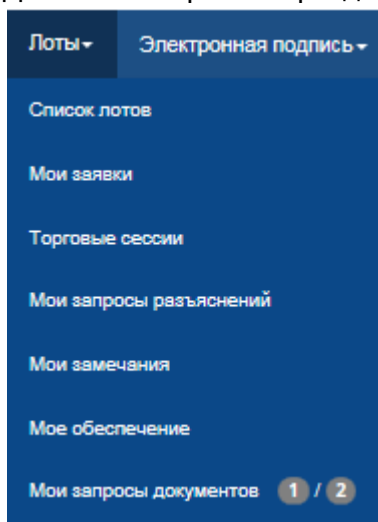 Лоты Электронная подпись
Список лотов
Мои заявки
Торговые сессии
Мои запросы разъяснений
Мои замечания
Мое обеспечение
Мои запросы документов 1 / 2